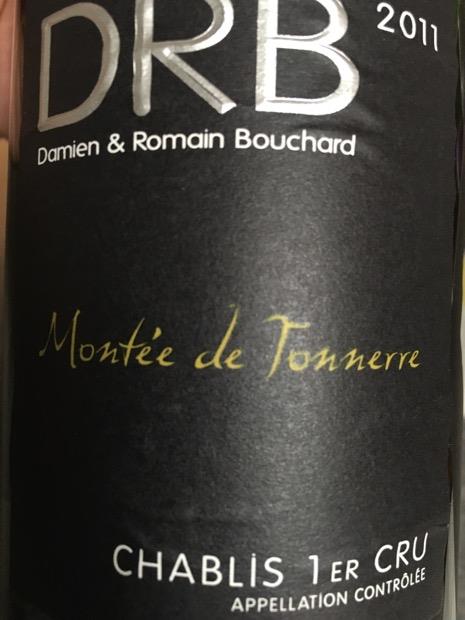 DRB 2011
Damien & Romain Bouchard
Montée de Tonnerre
CHABLiS 1ER CRU
APPELLATION CONTRÔLÉE